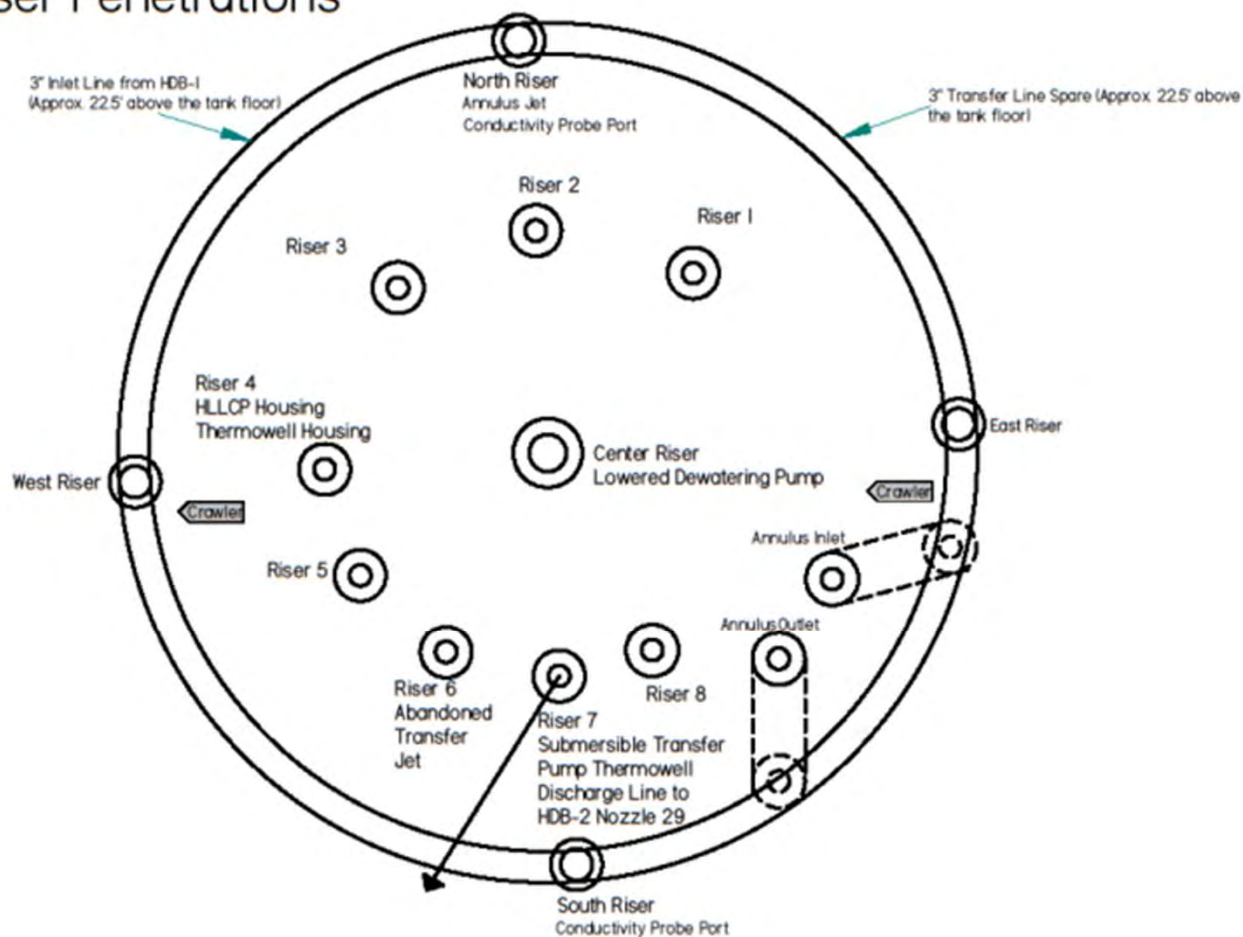 ser Penetrations
3" Inlet Line from HDB-1
(Approx. 22.5' above the tank floor)
North Riser
Annulus Jet
Conductivity Probe Port
3" Transfer Line Spare (Approx. 22.5' above
the tank floor)
Riser 2
Riser 1
Riser 3
Riser 4
HLLCP Housing
Thermowell Housing
Center Riser
Lowered Dewatering Pump
East Riser
West Riser
Crawler
Crawler
Annulus Inlet
Riser 5
Annulus Outlet
Riser 6
Abandoned
Transfer
Jet
Riser 8
Riser 7
Submersible Transfer
Pump Thermowell
Discharge Line to
HDB-2 Nozzle 29
South Riser
Conductivity Probe Port